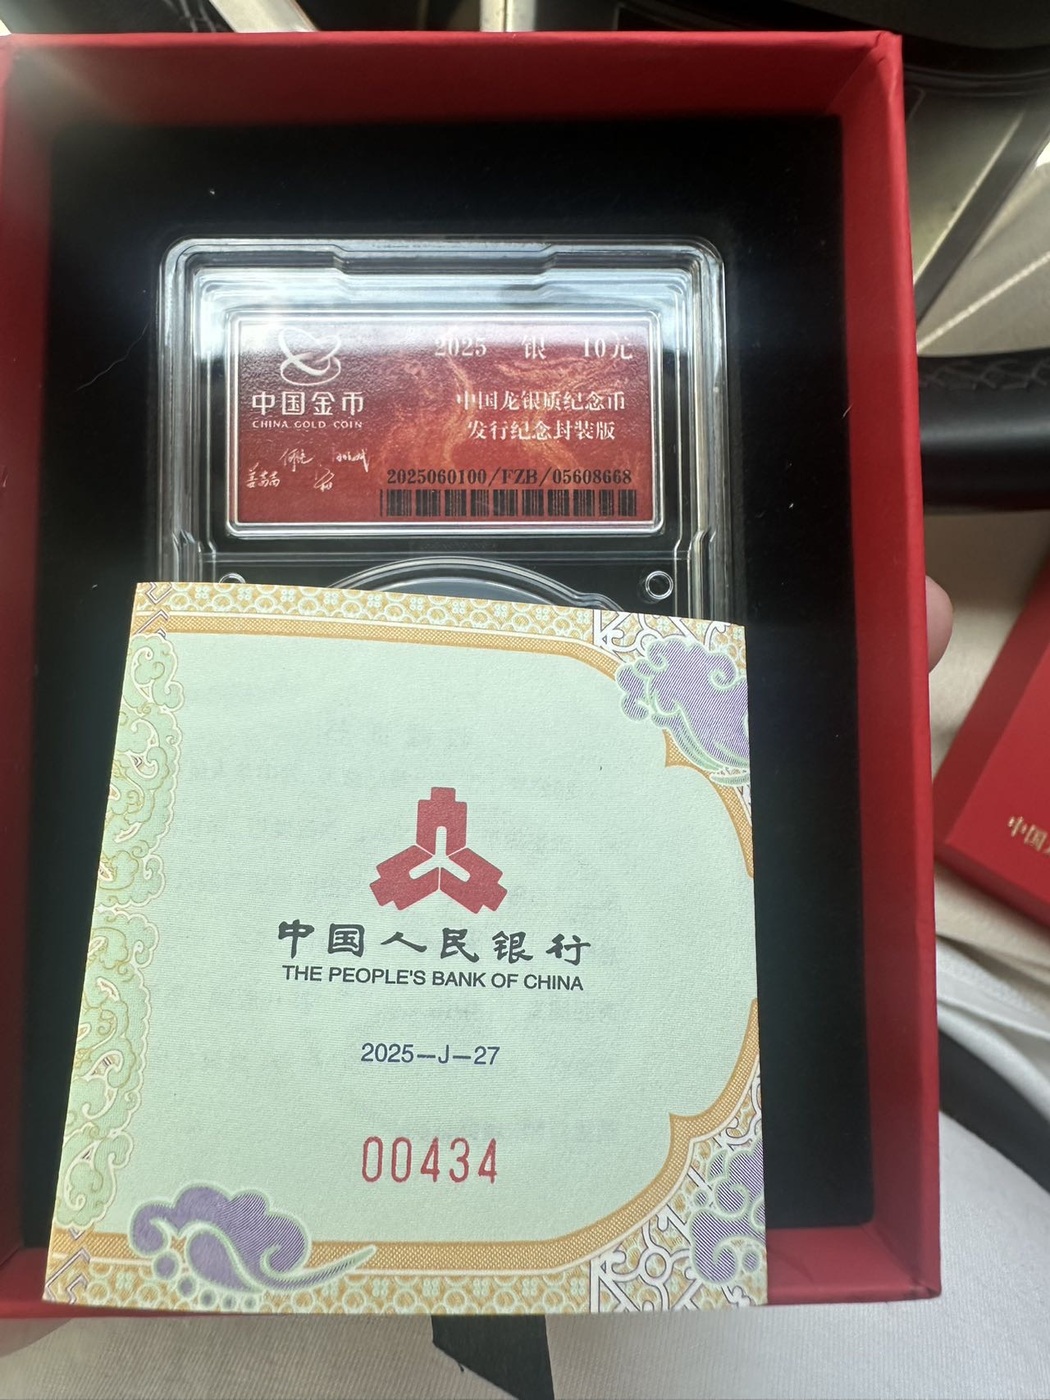 中国金币
CHINA GOLD COIN
2025 银 10元
中国龙银质纪念币
发行纪念封装版
2025060100/FZB/05608668
中国人民银行
THE PEOPLE'S BANK OF CHINA
2025—J—27
00434
中国